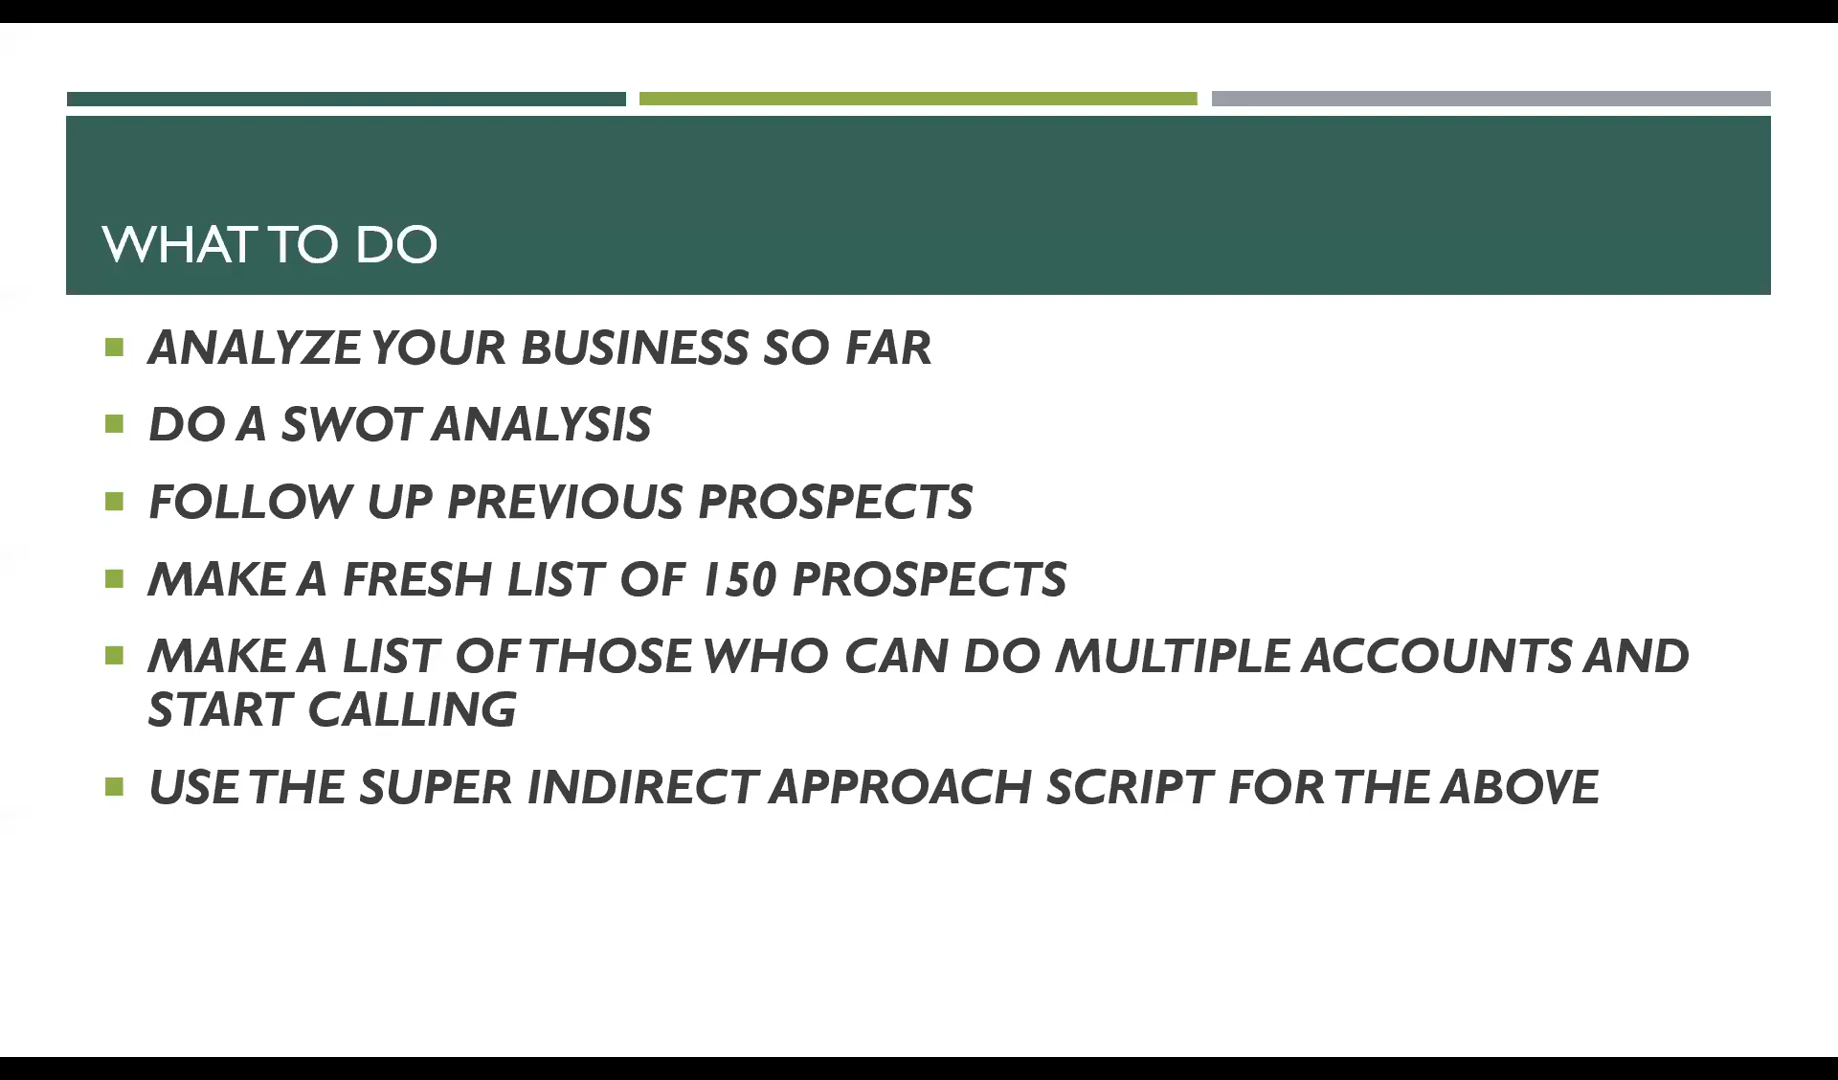 WHAT TO DO
ANALYZE YOUR BUSINESS SO FAR
DO A SWOT ANALYSIS
FOLLOW UP PREVIOUS PROSPECTS
MAKE A FRESH LIST OF 150 PROSPECTS
MAKE A LIST OF THOSE WHO CAN DO MULTIPLE ACCOUNTS AND
START CALLING
USE THE SUPER INDIRECT APPROACH SCRIPT FOR THE ABOVE